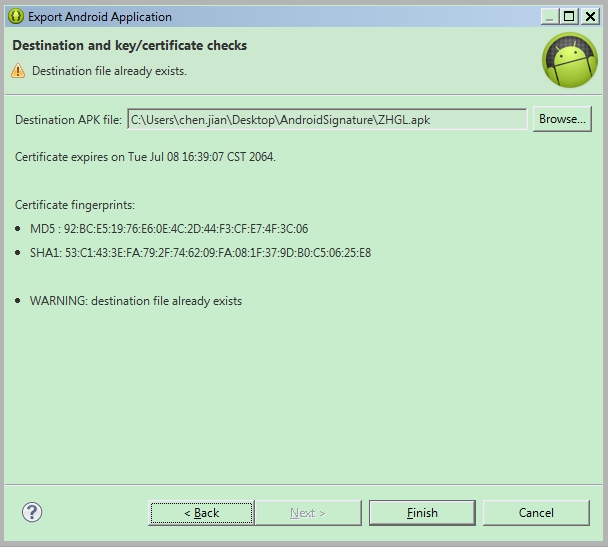 Export Android Application
Destination and key/certificate checks
Destination file already exists.
Destination APK file: C:\Users\chen.jian\Desktop\AndroidSignature\ZHGL.apk Browse...
Certificate expires on Tue Jul 08 16:39:07 CST 2064.
Certificate fingerprints:
• MD5 : 92:BC:E5:19:76:E6:0E:4C:2D:44:F3:CF:E7:4F:3C:06
• SHA1: 53:C1:43:3E:FA:79:2F:74:62:09:FA:08:1F:37:9D:B0:C5:06:25:E8
• WARNING: destination file already exists
? < Back Next > Finish Cancel